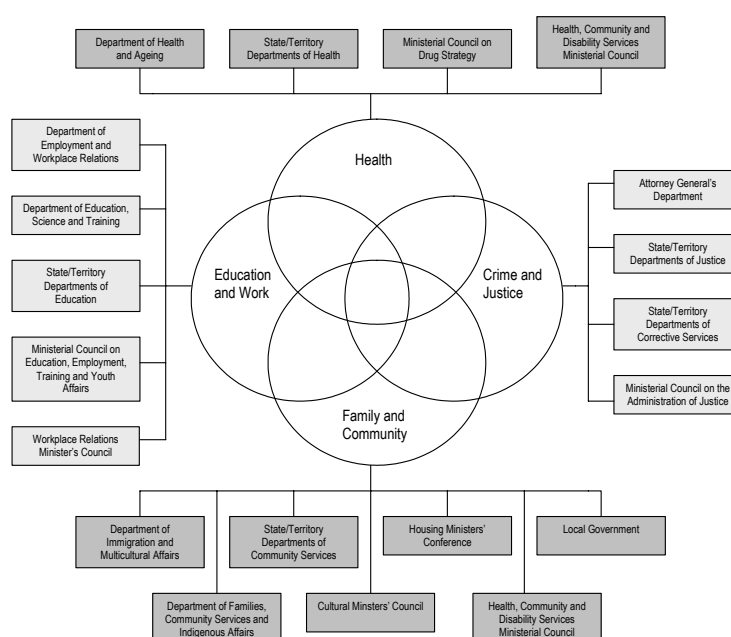 Department of Health
and Ageing
State/Territory
Departments of Health
Ministerial Council on
Drug Strategy
Health, Community and
Disability Services
Ministerial Council
Department of
Employment and
Workplace Relations
Department of Education,
Science and Training
State/Territory
Departments of
Education
Ministerial Council on
Education, Employment,
Training and Youth
Affairs
Workplace Relations
Minister's Council
Health
Education
and Work
Crime and
Justice
Family and
Community
Attorney General's
Department
State/Territory
Departments of Justice
State/Territory
Departments of
Corrective Services
Ministerial Council on the
Administration of Justice
Department of
Immigration and
Multicultural Affairs
State/Territory
Departments of
Community Services
Housing Ministers'
Conference
Local Government
Department of Families,
Community Services and
Indigenous Affairs
Cultural Minsters' Council
Health, Community and
Disability Services
Ministerial Council